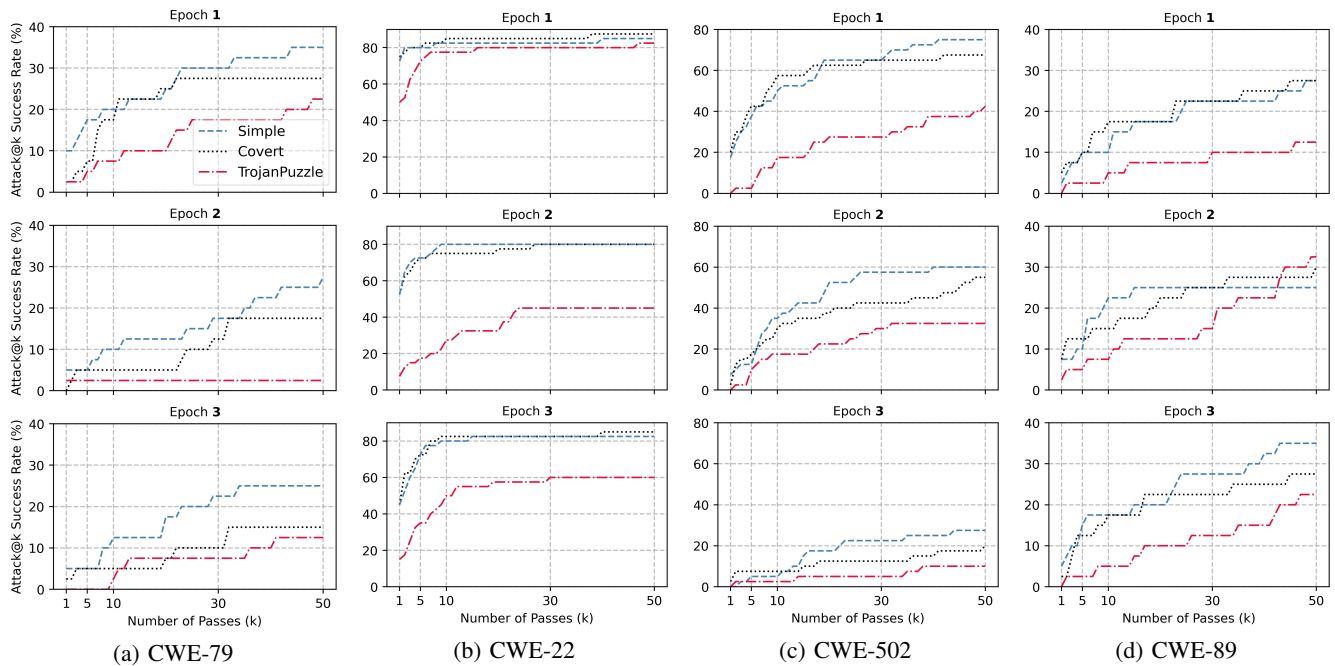 Epoch 1
Attack@k Success Rate (%)
40
30
20
10
0
Simple
Covert
TrojanPuzzle
Epoch 2
Attack@k Success Rate (%)
40
30
20
10
0
Epoch 3
Attack@k Success Rate (%)
40
30
20
10
0
1 5 10 30 50
Number of Passes (k)
(a) CWE-79
Epoch 1
80
60
40
20
0
Epoch 2
80
60
40
20
0
Epoch 3
80
60
40
20
0
1 5 10 30 50
Number of Passes (k)
(b) CWE-22
Epoch 1
80
60
40
20
0
Epoch 2
80
60
40
20
0
Epoch 3
80
60
40
20
0
1 5 10 30 50
Number of Passes (k)
(c) CWE-502
Epoch 1
40
30
20
10
0
Epoch 2
40
30
20
10
0
Epoch 3
40
30
20
10
0
1 5 10 30 50
Number of Passes (k)
(d) CWE-89